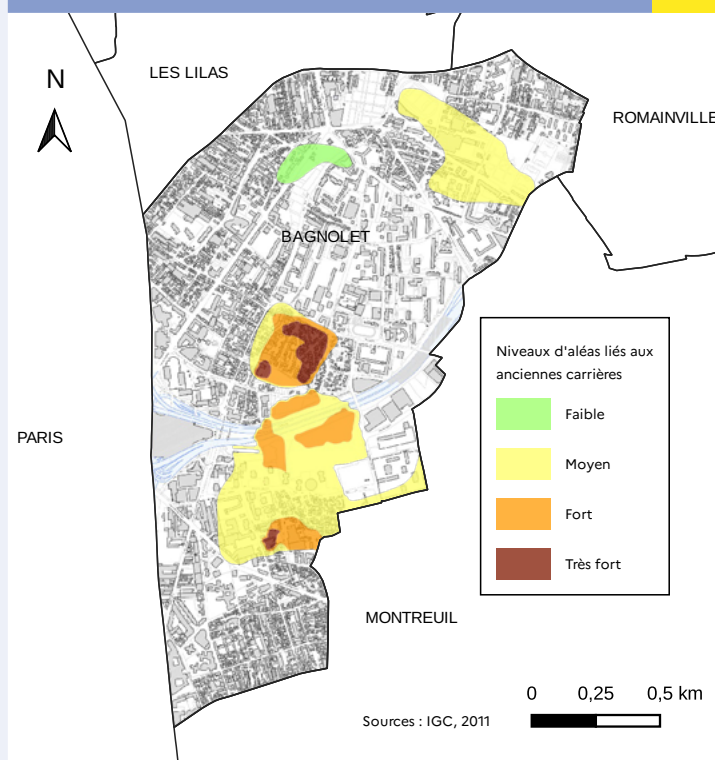 N
LES LILAS
ROMAINVILLE
BAGNOLET
Niveaux d'aléas liés aux
anciennes carrières
Faible
Moyen
Fort
Très fort
PARIS
MONTREUIL
0 0,25 0,5 km
Sources : IGC, 2011